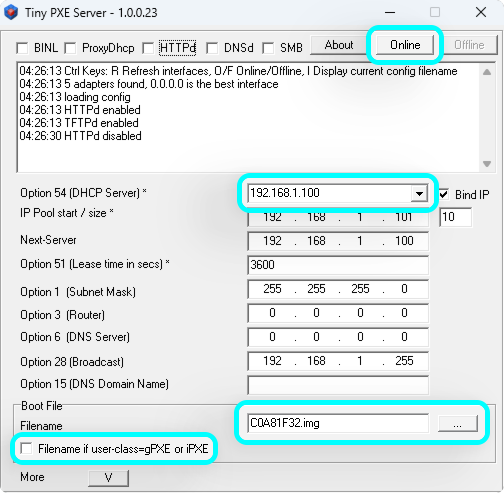 Tiny PXE Server - 1.0.0.23
BINL ProxyDhcp HTTPd DNSd SMB About Online Offline
04:26:13 Ctrl Keys: R Refresh interfaces, O/F Online/Offline, I Display current config filename
04:26:13 5 adapters found, 0.0.0.0 is the best interface
04:26:13 loading config
04:26:13 HTTPd enabled
04:26:13 TFTPd enabled
04:26:30 HTTPd disabled
Option 54 (DHCP Server) * 192.168.1.100 Bind IP
IP Pool start / size * 192 . 168 . 1 . 101 10
Next-Server 192 . 168 . 1 . 100
Option 51 (Lease time in secs) * 3600
Option 1 (Subnet Mask) 255 . 255 . 255 . 0
Option 3 (Router) 0 . 0 . 0 . 0
Option 6 (DNS Server) 0 . 0 . 0 . 0
Option 28 (Broadcast) 192 . 168 . 1 . 255
Option 15 (DNS Domain Name)
Boot File
Filename C0A81F32.img ...
Filename if user-class=gPXE or iPXE
More V